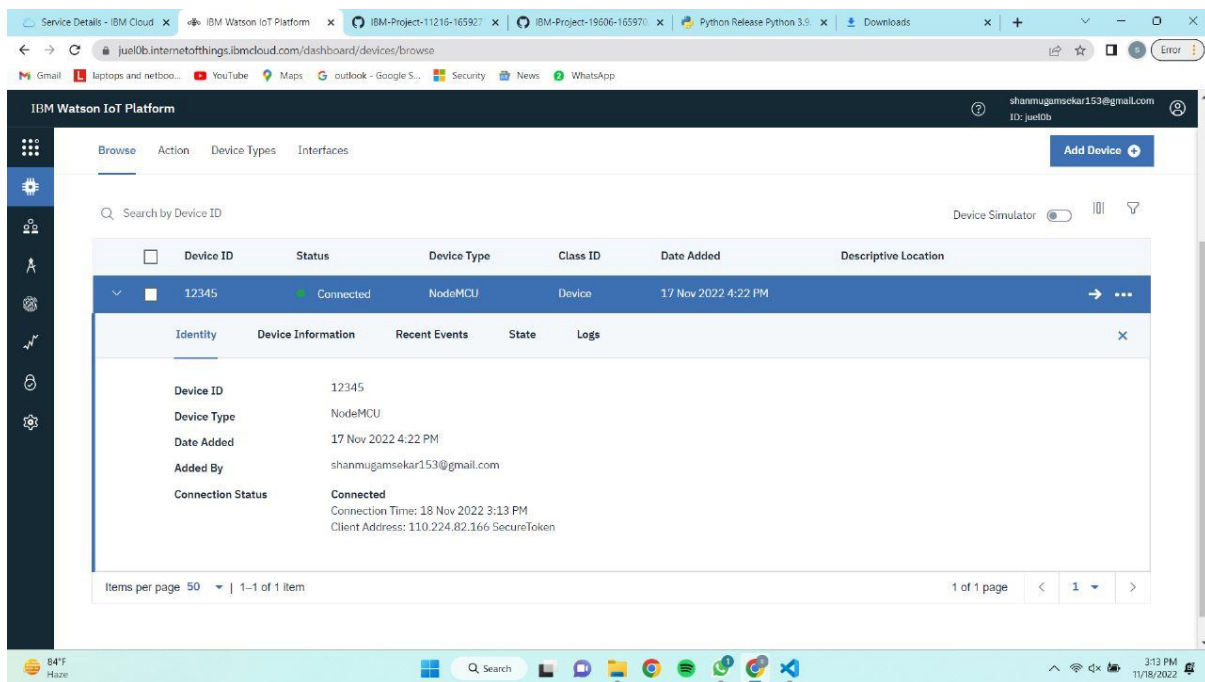 Service Details - IBM Cloud
IBM Watson IoT Platform
IBM-Project-11216-165927
IBM-Project-19606-165970
Python Release Python 3.9.
Downloads
juel0b.internetofthings.ibmcloud.com/dashboard/devices/browse
S
Error
Gmail
laptops and netboo...
YouTube
Maps
outlook - Google S...
Security
News
WhatsApp
IBM Watson IoT Platform
shanmugamsekar153@gmail.com
ID: juel0b
Browse Action Device Types Interfaces
Add Device
Search by Device ID
Device Simulator
Device ID Status Device Type Class ID Date Added Descriptive Location
12345 Connected NodeMCU Device 17 Nov 2022 4:22 PM
Identity Device Information Recent Events State Logs
Device ID 12345
Device Type NodeMCU
Date Added 17 Nov 2022 4:22 PM
Added By shanmugamsekar153@gmail.com
Connection Status Connected
Connection Time: 18 Nov 2022 3:13 PM
Client Address: 110.224.82.166 SecureToken
Items per page 50 | 1–1 of 1 item
1 of 1 page < 1 >
84°F
Haze
Search
3:13 PM
11/18/2022